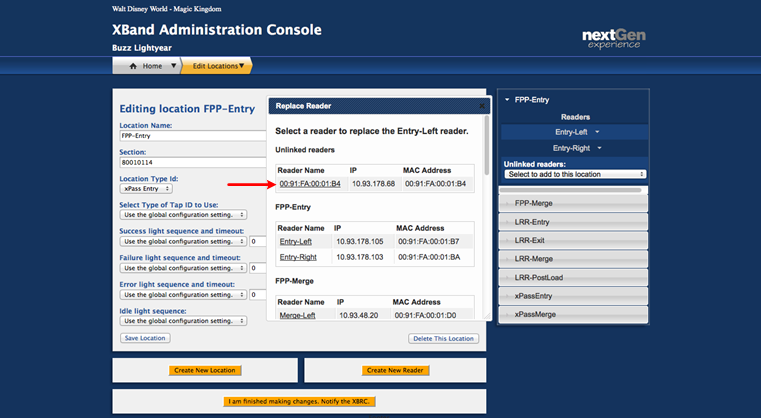 Walt Disney World - Magic Kingdom
XBand Administration Console
Buzz Lightyear
nextGen
experience
Home
Edit Locations
Editing location FPP-Entry
Location Name:
FPP-Entry
Section:
80010114
Location Type Id:
xPass Entry
Select Type of Tap ID to Use:
Use the global configuration setting.
Success light sequence and timeout:
Use the global configuration setting. 0
Failure light sequence and timeout:
Use the global configuration setting. 0
Error light sequence and timeout:
Use the global configuration setting. 0
Idle light sequence:
Use the global configuration setting.
Save Location
Delete This Location
Replace Reader
x
Select a reader to replace the Entry-Left reader.
Unlinked readers
Reader Name IP MAC Address
00:91:FA:00:01:B4 10.93.178.68 00:91:FA:00:01:B4
FPP-Entry
Reader Name IP MAC Address
Entry-Left 10.93.178.105 00:91:FA:00:01:B7
Entry-Right 10.93.178.103 00:91:FA:00:01:BA
FPP-Merge
Reader Name IP MAC Address
Merge-Left 10.93.48.20 00:91:FA:00:01:D0
FPP-Entry
Readers
Entry-Left
Entry-Right
Unlinked readers:
Select to add to this location
FPP-Merge
LRR-Entry
LRR-Exit
LRR-Merge
LRR-PostLoad
xPassEntry
xPassMerge
Create New Location
Create New Reader
I am finished making changes. Notify the XBRC.